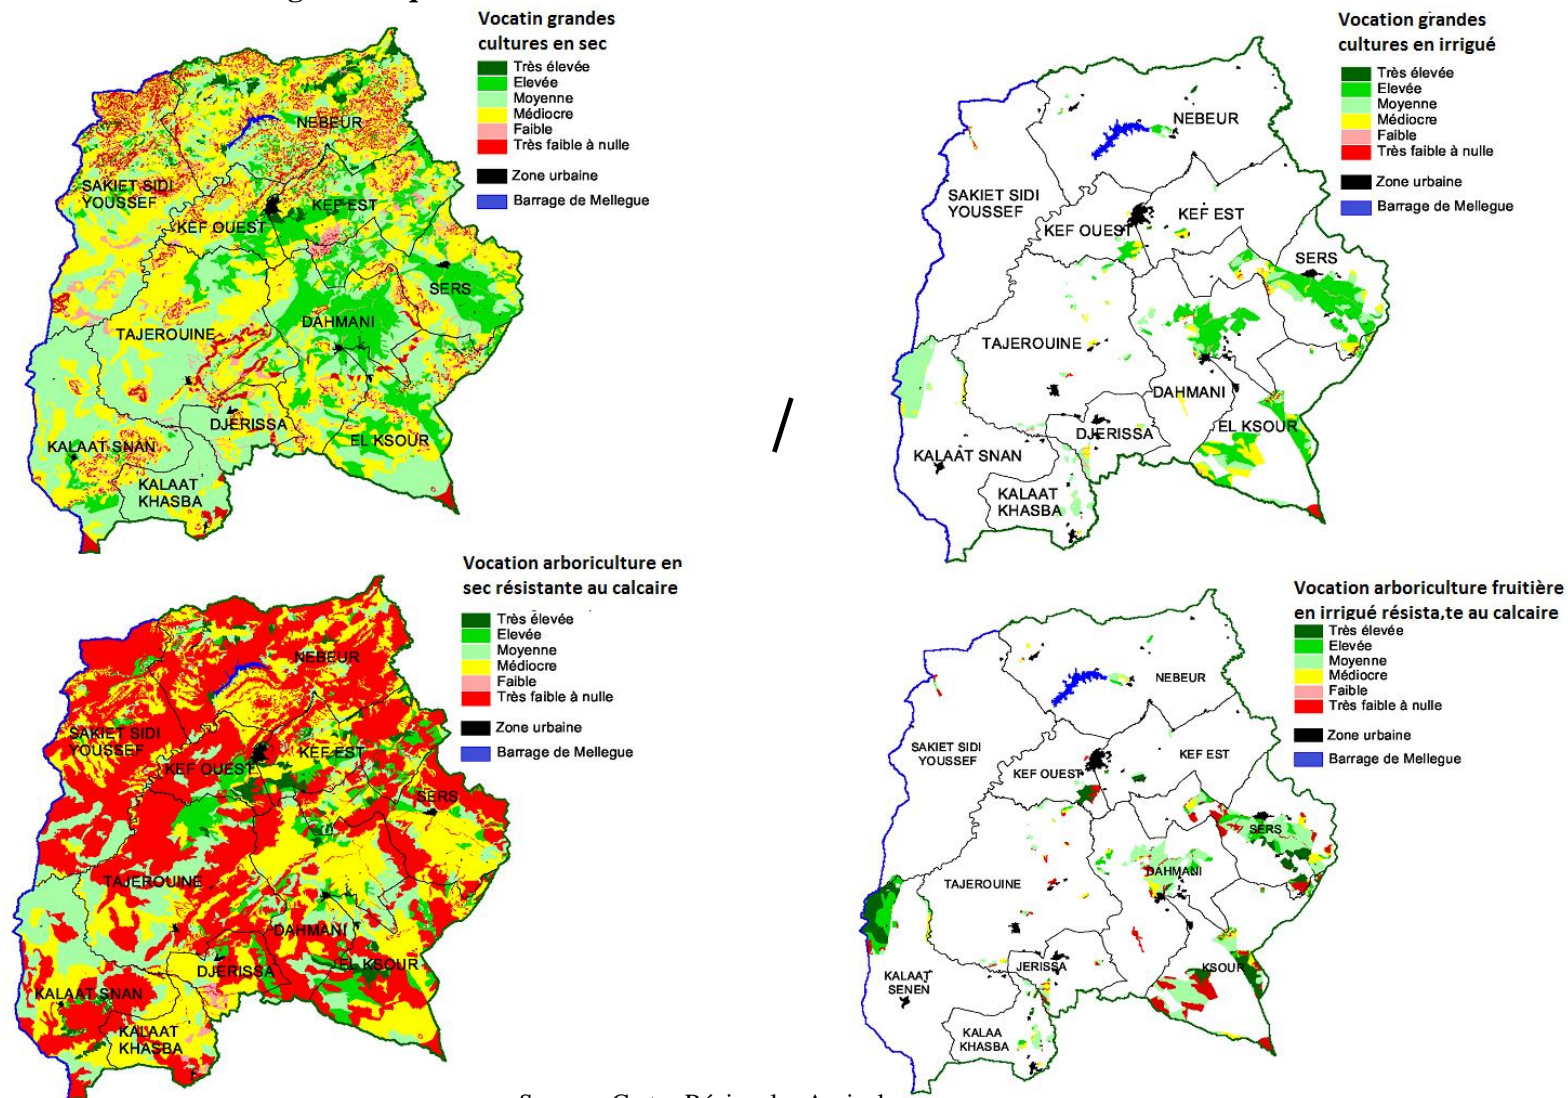 Vocatin grandes
cultures en sec
Très élevée
Elevée
Moyenne
Médiocre
Faible
Très faible à nulle
Zone urbaine
Barrage de Mellegue
NEBEUR
SAKIET SIDI
YOUSSEF
KEF EST
KEF OUEST
SERS
DAHMANI
TAJEROUINE
DJERISSA
EL KSOUR
KALAAT SNAN
KALAAT
KHASBA
/
Vocation grandes
cultures en irrigué
Très élevée
Elevée
Moyenne
Médiocre
Faible
Très faible à nulle
Zone urbaine
Barrage de Mellegue
NEBEUR
SAKIET SIDI
YOUSSEF
KEF EST
KEF OUEST
SERS
TAJEROUINE
DAHMANI
DJERISSA
EL KSOUR
KALAAT SNAN
KALAAT
KHASBA
Vocation arboriculture en
sec résistante au calcaire
Très élevée
Elevée
Moyenne
Médiocre
Faible
Très faible à nulle
Zone urbaine
Barrage de Mellegue
NEBEUR
SAKIET SIDI
YOUSSEF
KEF EST
KEF OUEST
SERS
TAJEROUINE
DAHMANI
DJERISSA
EL KSOUR
KALAAT SNAN
KALAAT
KHASBA
Vocation arboriculture fruitière
en irrigué résista,te au calcaire
Très élevée
Elevée
Moyenne
Médiocre
Faible
Très faible à nulle
Zone urbaine
Barrage de Mellegue
NEBEUR
SAKIET SIDI
YOUSSEF
KEF EST
KEF OUEST
SERS
DAHMANI
TAJEROUINE
JERISSA
KSOUR
KALAAT
SENEN
KALAA
KHASBA